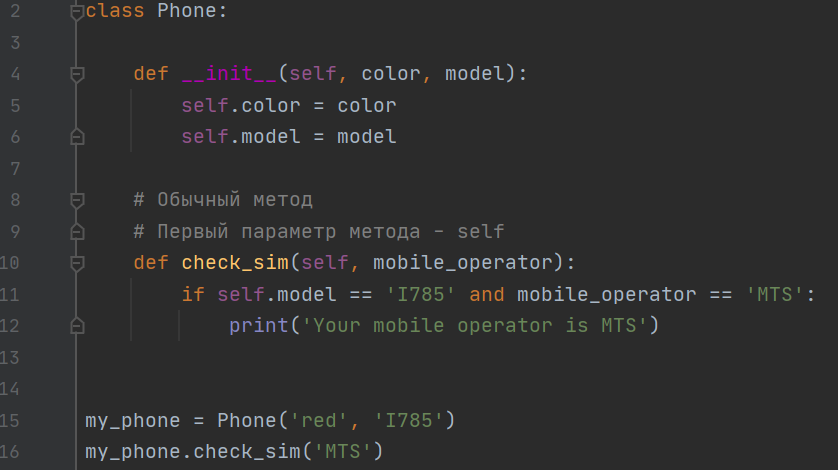 2 class Phone:
3
4     def __init__(self, color, model):
5         self.color = color
6         self.model = model
7
8     # Обычный метод
9     # Первый параметр метода - self
10     def check_sim(self, mobile_operator):
11         if self.model == 'I785' and mobile_operator == 'MTS':
12             print('Your mobile operator is MTS')
13
14
15 my_phone = Phone('red', 'I785')
16 my_phone.check_sim('MTS')